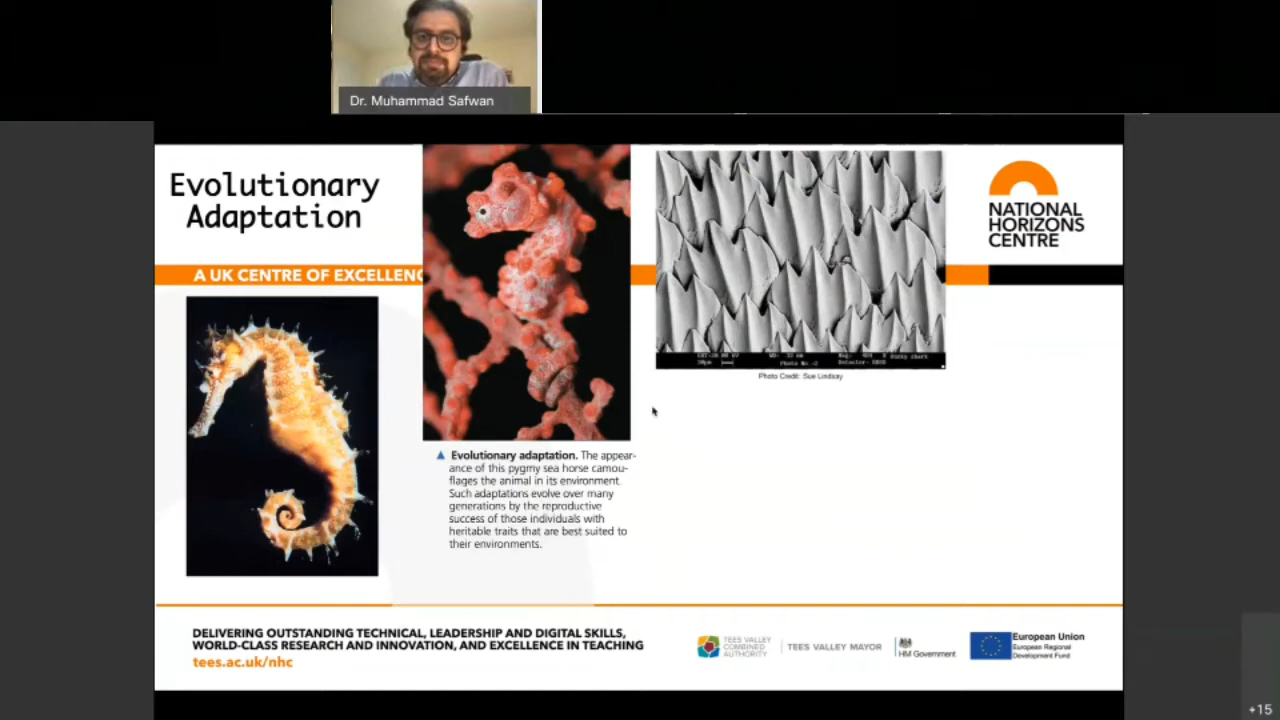 Dr. Muhammad Safwan
Evolutionary
Adaptation
NATIONAL
HORIZONS
CENTRE
A UK CENTRE OF EXCELLENC
Photo Credit: Sue Lindsay
▲ Evolutionary adaptation. The appear-
ance of this pygmy sea horse camou-
flages the animal in its environment.
Such adaptations evolve over many
generations by the reproductive
success of those individuals with
heritable traits that are best suited to
their environments.
DELIVERING OUTSTANDING TECHNICAL, LEADERSHIP AND DIGITAL SKILLS,
WORLD-CLASS RESEARCH AND INNOVATION, AND EXCELLENCE IN TEACHING
tees.ac.uk/nhc
TEES VALLEY
COMBINED
AUTHORITY
TEES VALLEY MAYOR
HM Government
European Union
European Regional
Development Fund
+15